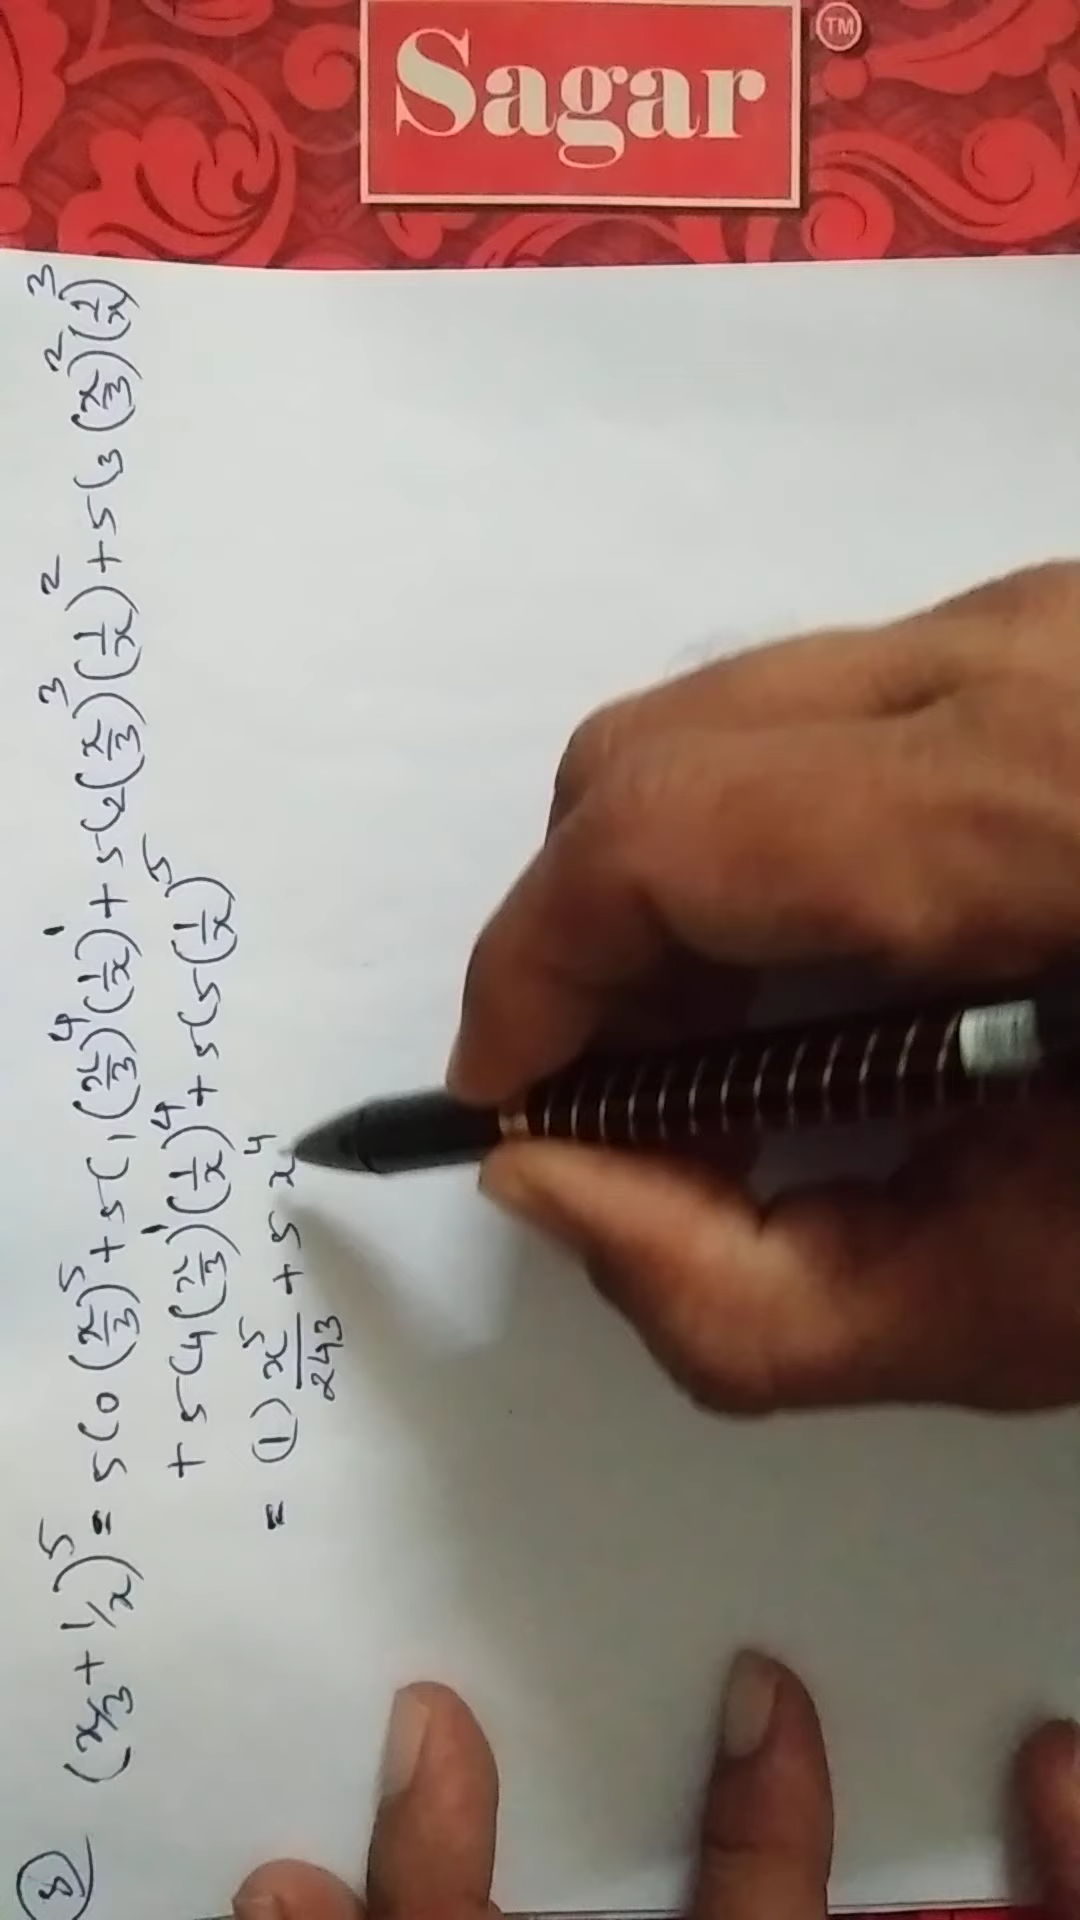 Sagar
TM
8 (x/3 + 1/x)^5 = 5C0 (x/3)^5 + 5C1 (x/3)^4 (1/x)^1 + 5C2 (x/3)^3 (1/x)^2 + 5C3 (x/3)^2 (1/x)^3
+ 5C4 (x/3)^1 (1/x)^4 + 5C5 (1/x)^5
= (1) x^5/243 + 5 x^4